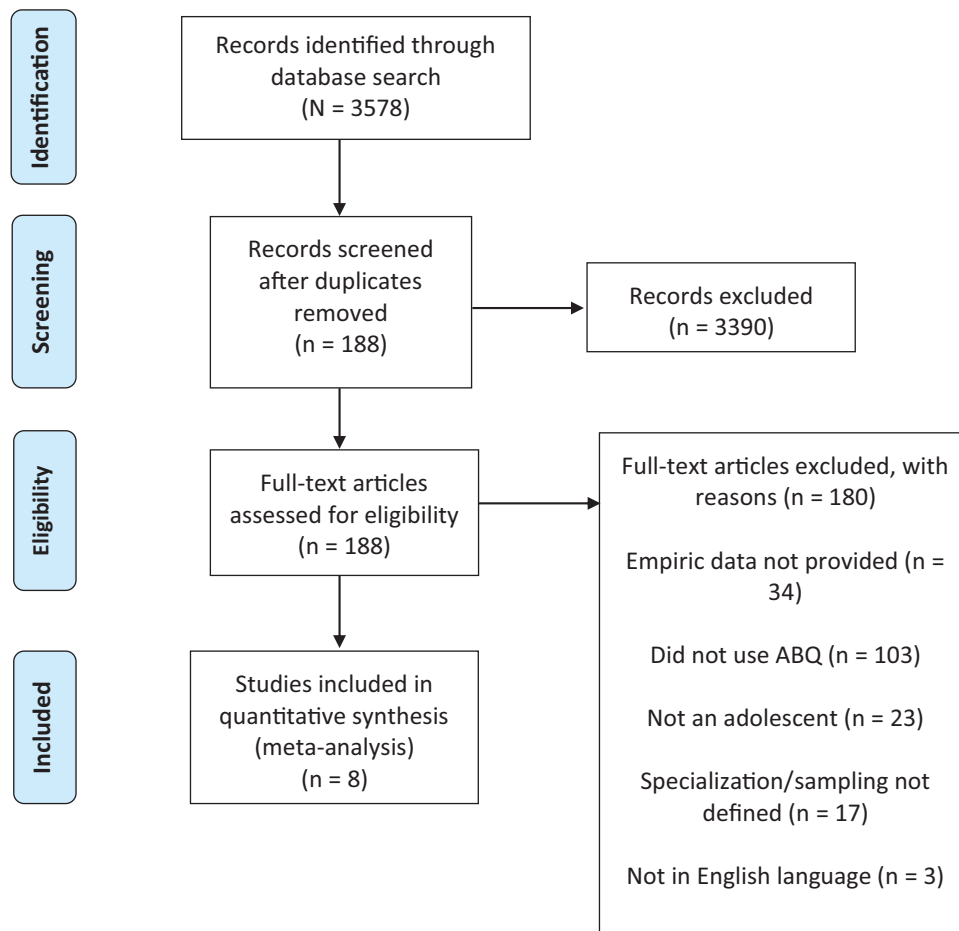 Identification
Records identified through
database search
(N = 3578)
Screening
Records screened
after duplicates
removed
(n = 188)
Records excluded
(n = 3390)
Eligibility
Full-text articles
assessed for eligibility
(n = 188)
Full-text articles excluded, with
reasons (n = 180)
Empiric data not provided (n =
34)
Did not use ABQ (n = 103)
Not an adolescent (n = 23)
Specialization/sampling not
defined (n = 17)
Not in English language (n = 3)
Included
Studies included in
quantitative synthesis
(meta-analysis)
(n = 8)